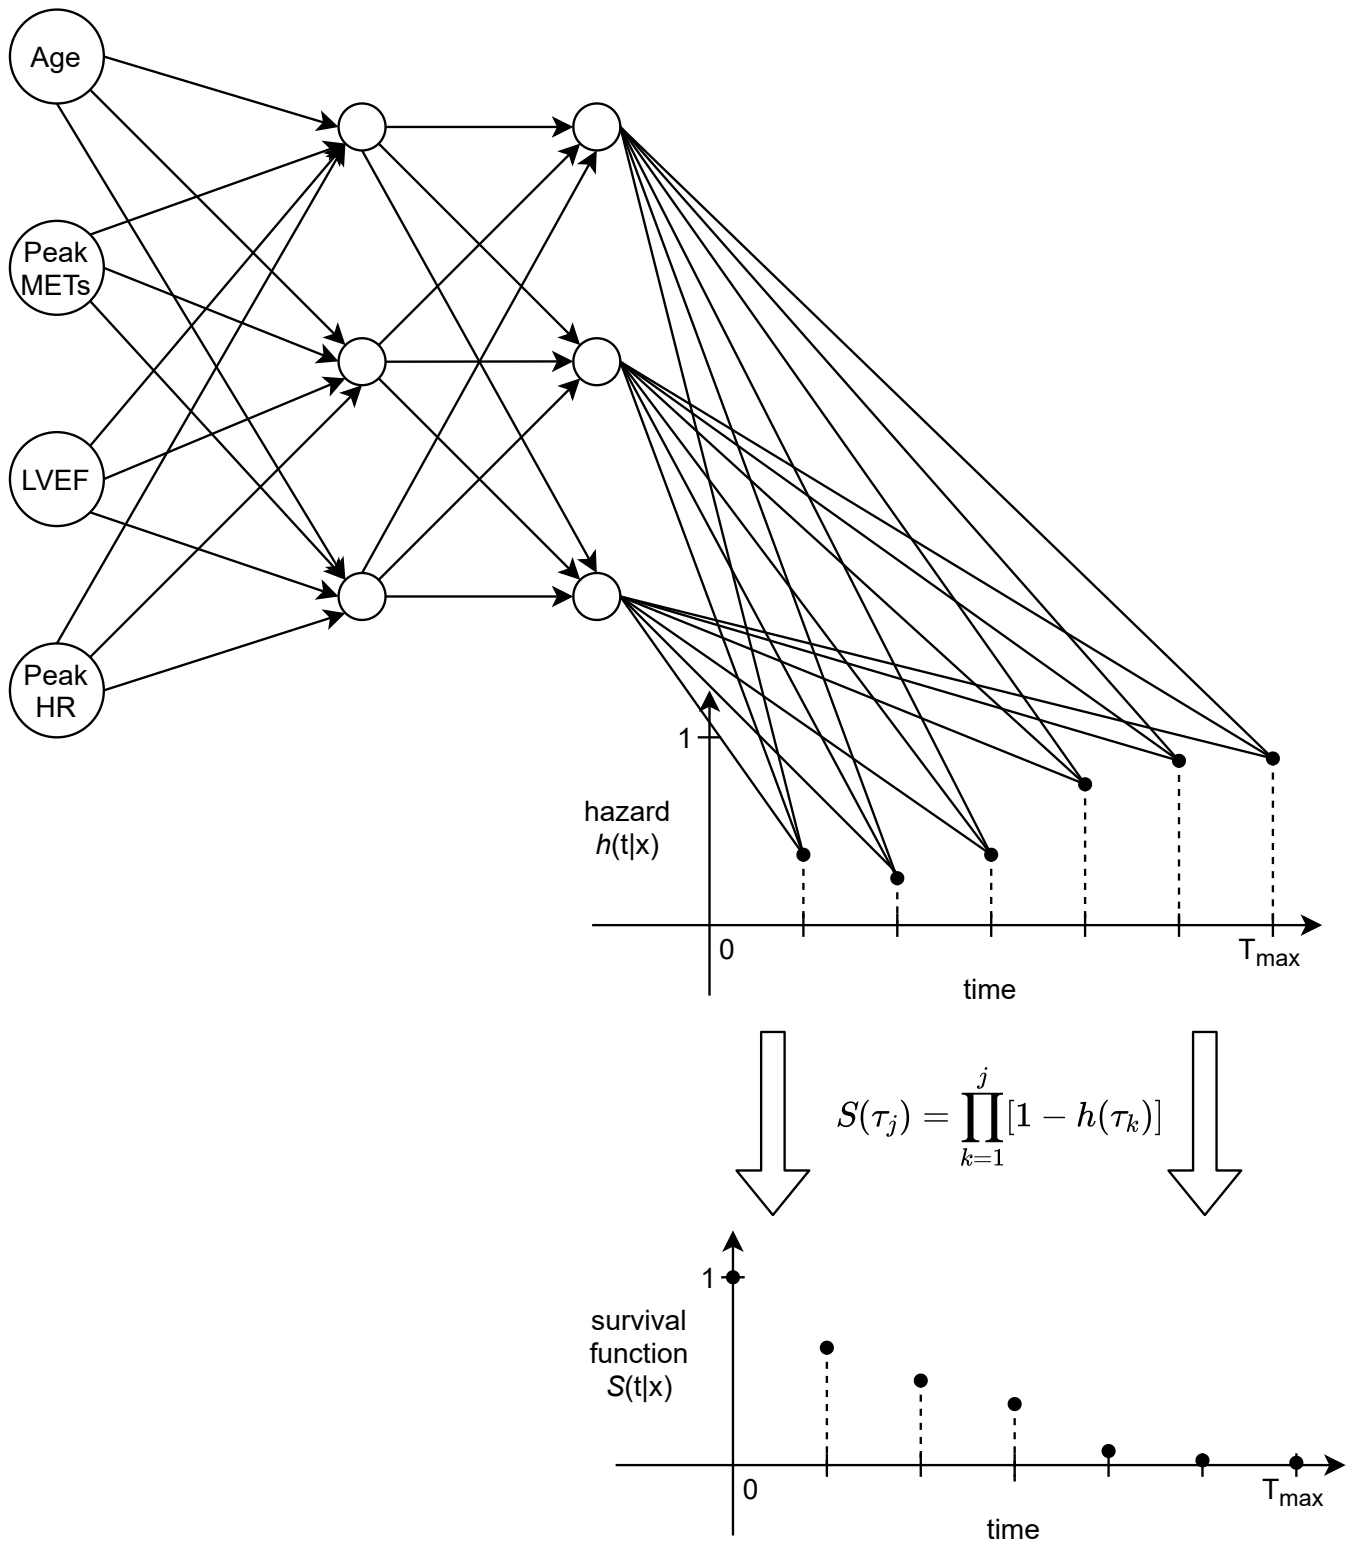 Age
Peak
METs
LVEF
Peak
HR
1
hazard
h(t|x)
0
T_max
time
S(τ_j) = ∏_{k=1}^{j} [1 − h(τ_k)]
1
survival
function
S(t|x)
0
T_max
time